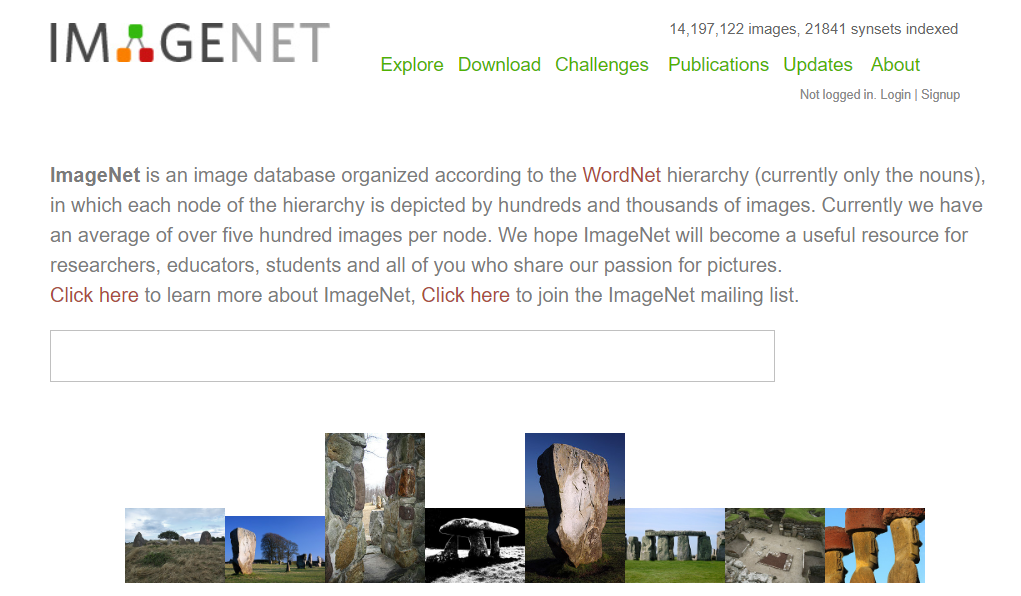 IMAGENET
14,197,122 images, 21841 synsets indexed
Explore Download Challenges Publications Updates About
Not logged in. Login | Signup
ImageNet is an image database organized according to the WordNet hierarchy (currently only the nouns),
in which each node of the hierarchy is depicted by hundreds and thousands of images. Currently we have
an average of over five hundred images per node. We hope ImageNet will become a useful resource for
researchers, educators, students and all of you who share our passion for pictures.
Click here to learn more about ImageNet, Click here to join the ImageNet mailing list.